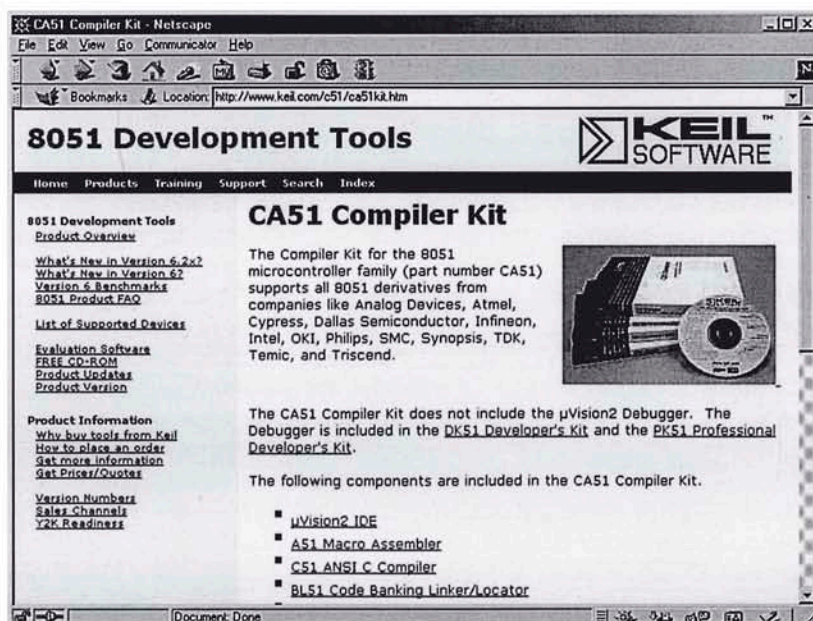 CA51 Compiler Kit - Netscape
File Edit View Go Communicator Help
Bookmarks Location: http://www.keil.com/c51/ca51kit.htm
8051 Development Tools
KEIL™
SOFTWARE
Home Products Training Support Search Index
8051 Development Tools
Product Overview
What's New in Version 6.2x?
What's New in Version 6?
Version 6 Benchmarks
8051 Product FAQ
List of Supported Devices
Evaluation Software
FREE CD-ROM
Product Updates
Product Version
Product Information
Why buy tools from Keil
How to place an order
Get more information
Get Prices/Quotes
Version Numbers
Sales Channels
Y2K Readiness
CA51 Compiler Kit
The Compiler Kit for the 8051
microcontroller family (part number CA51)
supports all 8051 derivatives from
companies like Analog Devices, Atmel,
Cypress, Dallas Semiconductor, Infineon,
Intel, OKI, Philips, SMC, Synopsis, TDK,
Temic, and Triscend.
KEIL
The CA51 Compiler Kit does not include the µVision2 Debugger. The
Debugger is included in the DK51 Developer's Kit and the PK51 Professional
Developer's Kit.
The following components are included in the CA51 Compiler Kit.
µVision2 IDE
A51 Macro Assembler
C51 ANSI C Compiler
BL51 Code Banking Linker/Locator
Document: Done